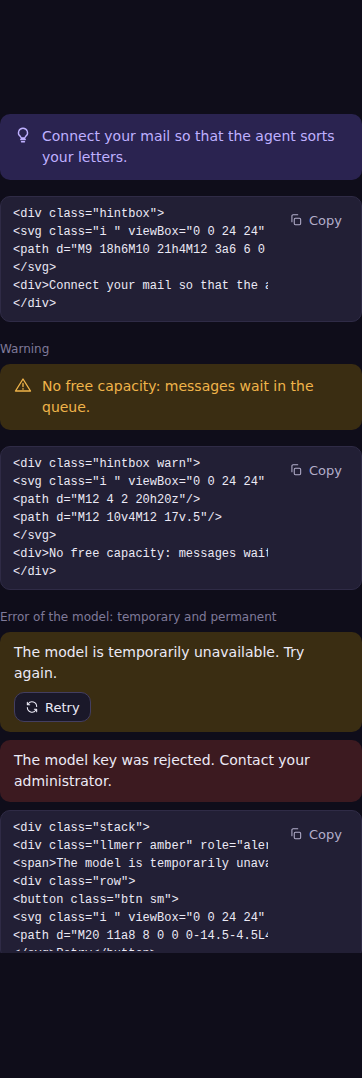 Connect your mail so that the agent sorts
your letters.
<div class="hintbox">
<svg class="i " viewBox="0 0 24 24"
<path d="M9 18h6M10 21h4M12 3a6 6 0
</svg>
<div>Connect your mail so that the a
</div>
Copy
Warning
No free capacity: messages wait in the
queue.
<div class="hintbox warn">
<svg class="i " viewBox="0 0 24 24"
<path d="M12 4 2 20h20z"/>
<path d="M12 10v4M12 17v.5"/>
</svg>
<div>No free capacity: messages wait
</div>
Copy
Error of the model: temporary and permanent
The model is temporarily unavailable. Try
again.
Retry
The model key was rejected. Contact your
administrator.
<div class="stack">
<div class="llmerr amber" role="aler
<span>The model is temporarily unava
<div class="row">
<button class="btn sm">
<svg class="i " viewBox="0 0 24 24"
<path d="M20 11a8 8 0 0 0-14.5-4.5L4
</svg>Retry</button>
Copy